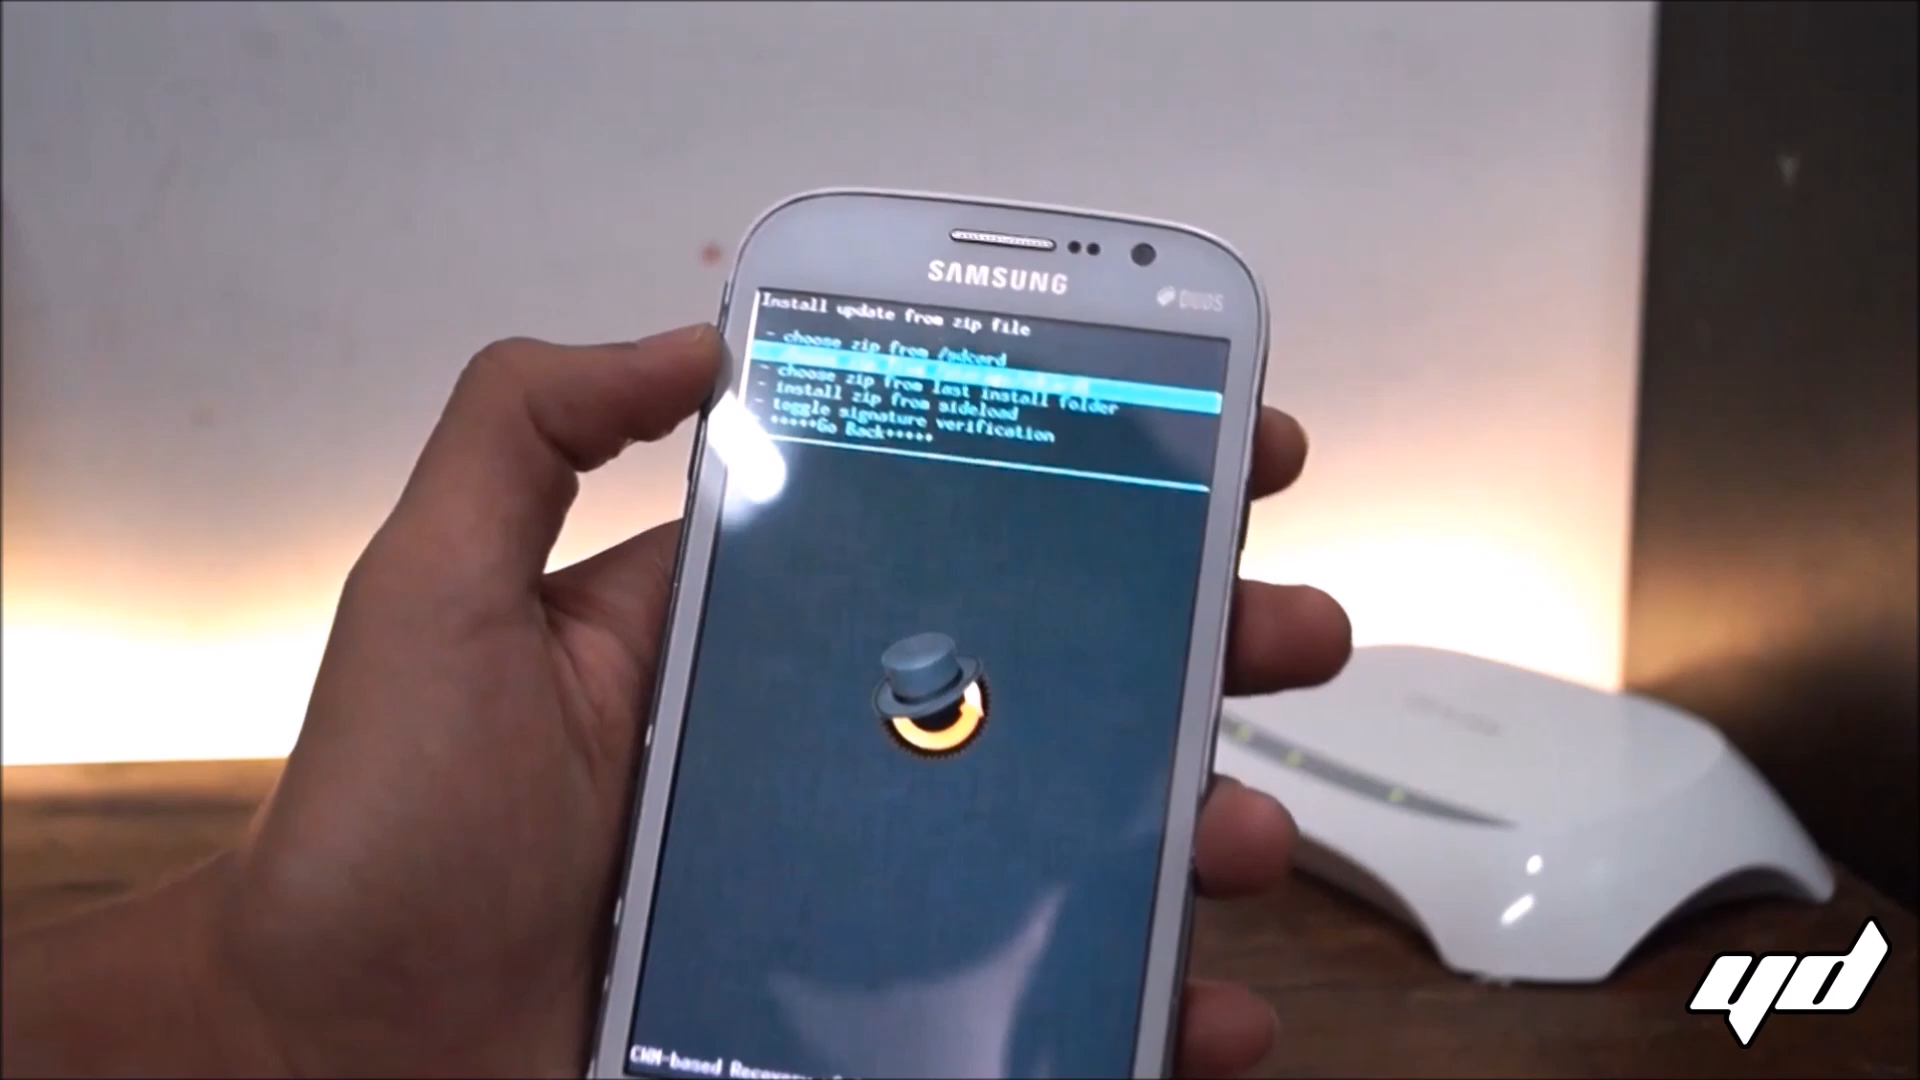 SAMSUNG
DUOS
Install update from zip file
- choose zip from /sdcard
- choose zip from last install folder
- install zip from sideload
- toggle signature verification
+++++Go Back+++++
CWM-based Recovery
yd